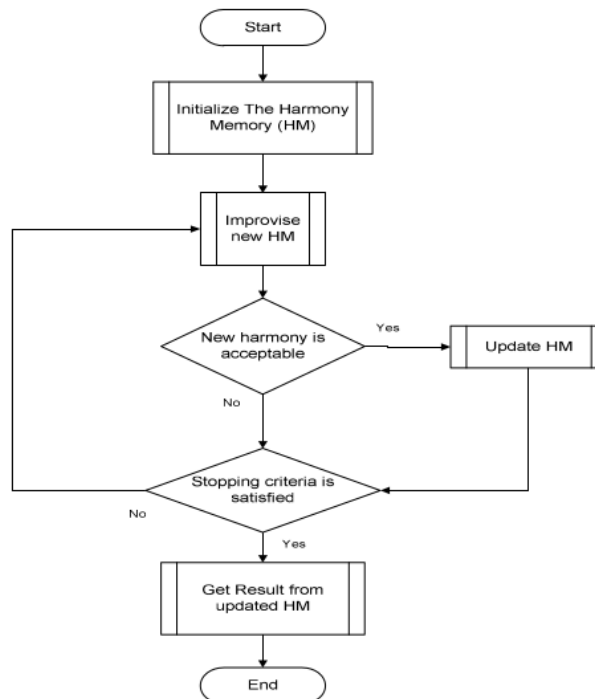 Start
Initialize The Harmony
Memory (HM)
Improvise
new HM
New harmony is
acceptable
Yes
Update HM
No
Stopping criteria is
satisfied
No
Yes
Get Result from
updated HM
End